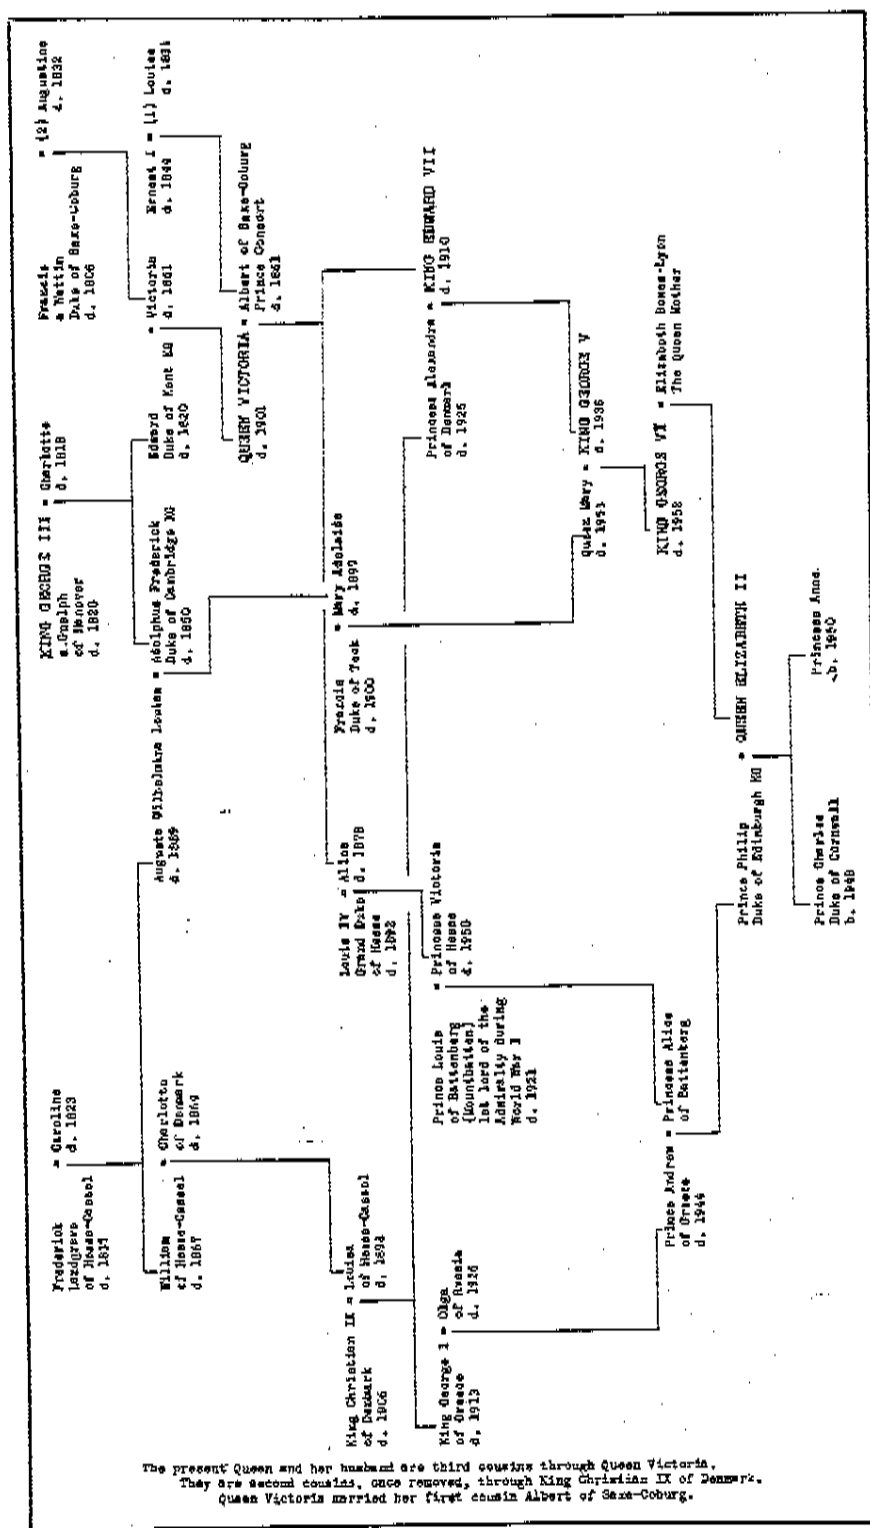 Frederick
Landgrave
of Hesse-Cassel
d. 1837
= Caroline
d. 1823
KING GEORGE III = Charlotte
a Guelph
of Hanover
d. 1820
d. 1818
Francis
a Wettin
Duke of Saxe-Coburg
d. 1806
= (2) Augustine
d. 1832
William
of Hesse-Cassel
d. 1867
= Charlotte
of Denmark
d. 1864
Augusta Wilhelmina Louisa = Adolphus Frederick
d. 1889
Duke of Cambridge KG
d. 1850
Edward
Duke of Kent KG
d. 1820
= Victoria
d. 1861
Ernest I = (1) Louise
d. 1844
d. 1831
QUEEN VICTORIA = Albert of Saxe-Coburg
d. 1901
Prince Consort
d. 1861
King Christian IX = Louisa
of Denmark
d. 1906
of Hesse-Cassel
d. 1898
Louis IV = Alice
Grand Duke
of Hesse
d. 1892
d. 1878
Francis
Duke of Teck
d. 1900
= Mary Adelaide
d. 1897
King George I = Olga
of Greece
d. 1913
of Russia
d. 1926
Prince Louis
of Battenberg
(Mountbatten)
1st lord of the
Admiralty during
World War I
d. 1921
= Princess Victoria
of Hesse
d. 1950
Princess Alexandra = KING EDWARD VII
of Denmark
d. 1925
d. 1910
Queen Mary = KING GEORGE V
d. 1953
d. 1936
Prince Andrew = Princess Alice
of Greece
d. 1944
of Battenberg
KING GEORGE VI = Elizabeth Bowes-Lyon
d. 1952
The Queen Mother
Prince Philip
Duke of Edinburgh KG
= QUEEN ELIZABETH II
Prince Charles
Duke of Cornwall
b. 1948
Princess Anne
b. 1950
The present Queen and her husband are third cousins through Queen Victoria.
They are second cousins, once removed, through King Christian IX of Denmark.
Queen Victoria married her first cousin Albert of Saxe-Coburg.